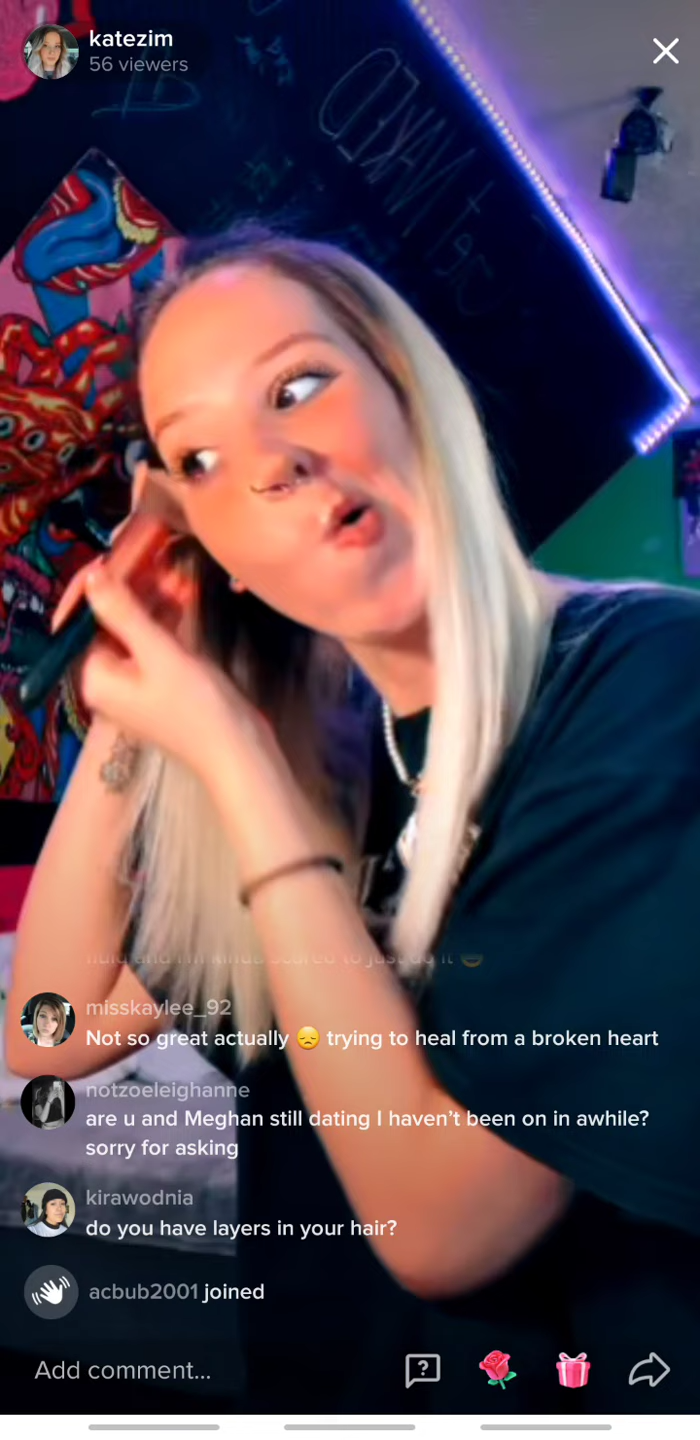 katezim
56 viewers
misskaylee_92
Not so great actually 😞 trying to heal from a broken heart
notzoeleighanne
are u and Meghan still dating I haven't been on in awhile?
sorry for asking
kirawodnia
do you have layers in your hair?
acbub2001 joined
Add comment...